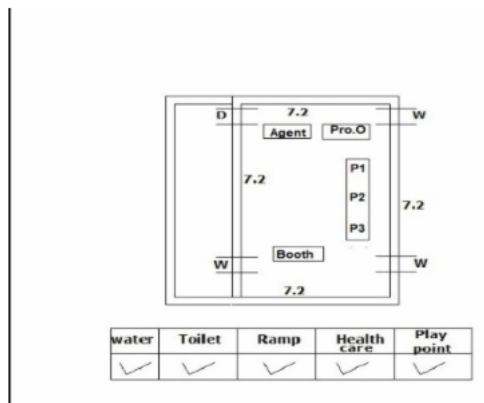 D 7.2 W
Agent Pro.O
P1
7.2
P2
7.2
P3
Booth
W W
7.2
water Toilet Ramp Health care Play point